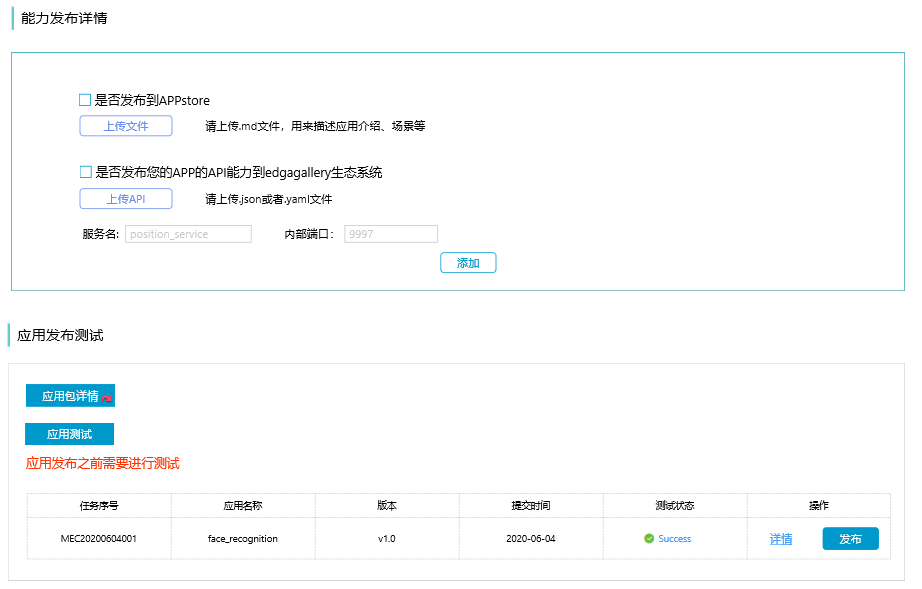 能力发布详情
是否发布到APPstore
上传文件 请上传.md文件，用来描述应用介绍、场景等
是否发布您的APP的API能力到edgagallery生态系统
上传API 请上传.json或者.yaml文件
服务名: position_service 内部端口： 9997
添加
应用发布测试
应用包详情
应用测试
应用发布之前需要进行测试
任务序号 应用名称 版本 提交时间 测试状态 操作
MEC20200604001 face_recognition v1.0 2020-06-04 Success 详情 发布